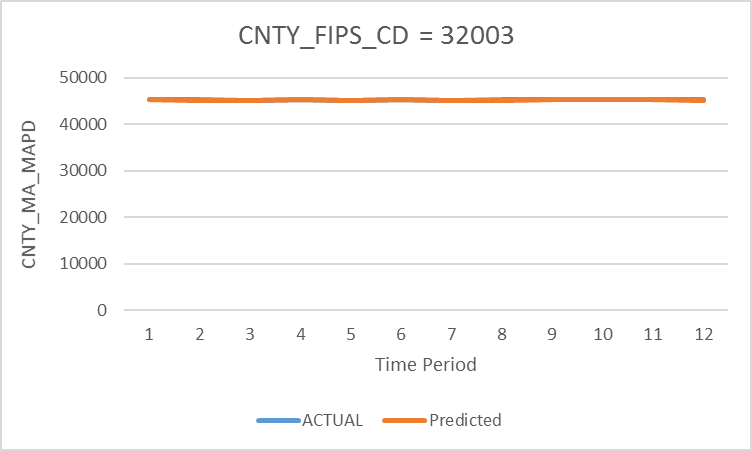 CNTY_FIPS_CD = 32003
50000
40000
30000
20000
10000
0
CNTY_MA_MAPD
1 2 3 4 5 6 7 8 9 10 11 12
Time Period
ACTUAL Predicted